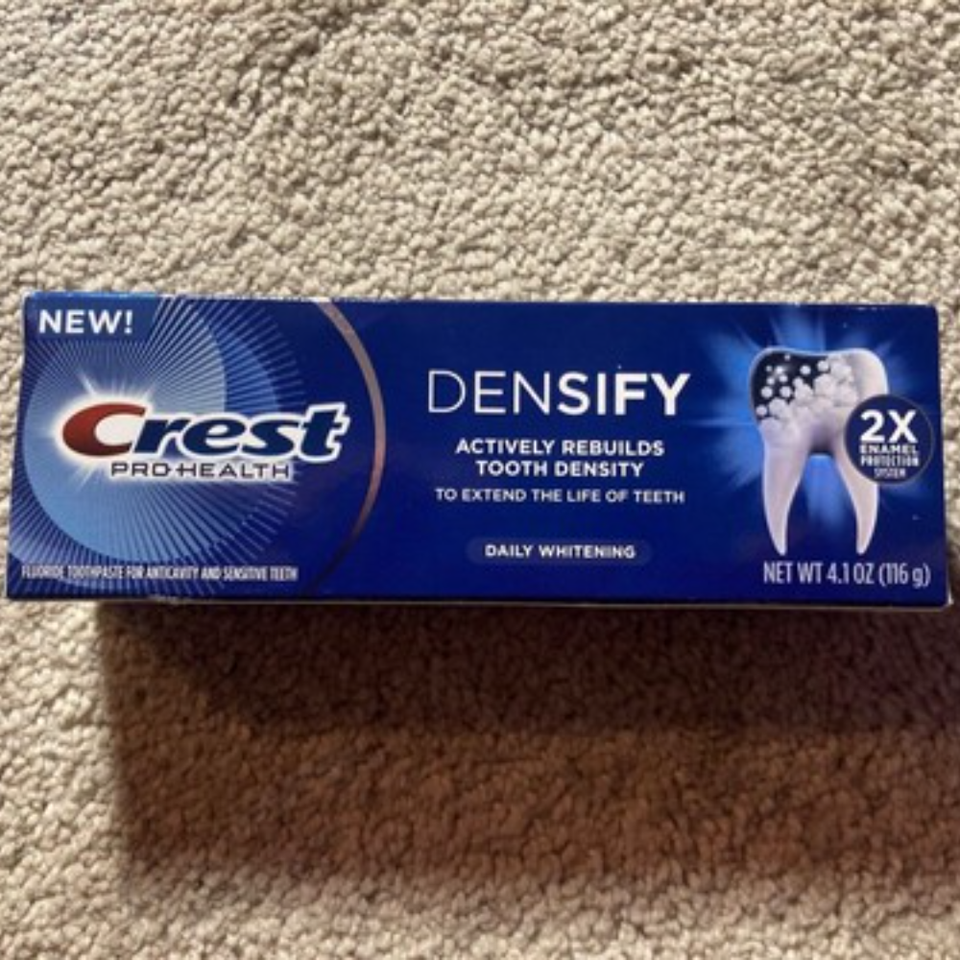 NEW!
Crest
PRO-HEALTH
FLUORIDE TOOTHPASTE FOR ANTICAVITY AND SENSITIVE TEETH
DENSIFY
ACTIVELY REBUILDS
TOOTH DENSITY
TO EXTEND THE LIFE OF TEETH
DAILY WHITENING
2X
ENAMEL
PROTECTION
SYSTEM
NET WT 4.1 OZ (116 g)